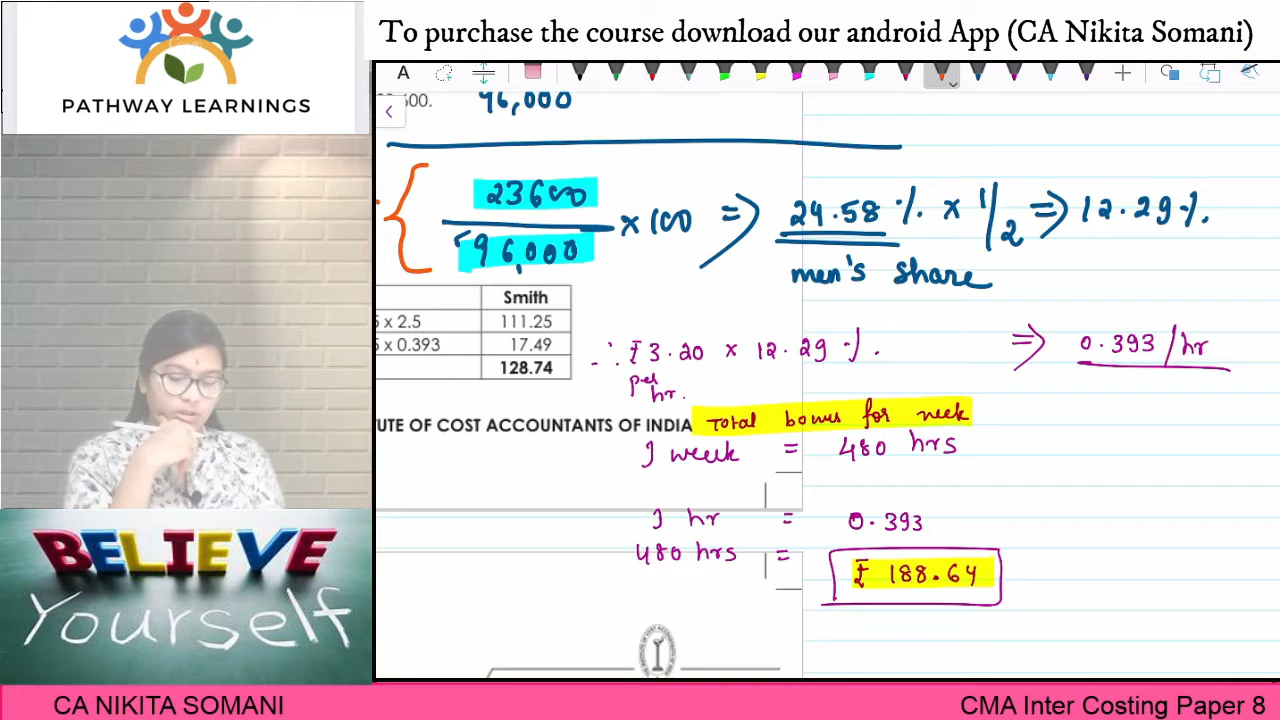 To purchase the course download our android App (CA Nikita Somani)
PATHWAY LEARNINGS
A
600. 96,000
23600
96,000
x 100 => 24.58 % x 1/2 => 12.29 %.
men's share
Smith
x 2.5 111.25
x 0.393 17.49
128.74
∴ ₹3.20 x 12.29 %. => 0.393/hr
per
hr.
TUTE OF COST ACCOUNTANTS OF INDIA
Total bonus for week
1 week = 480 hrs
1 hr = 0.393
480 hrs = ₹ 188.64
BELIEVE
Yourself
CA NIKITA SOMANI
CMA Inter Costing Paper 8